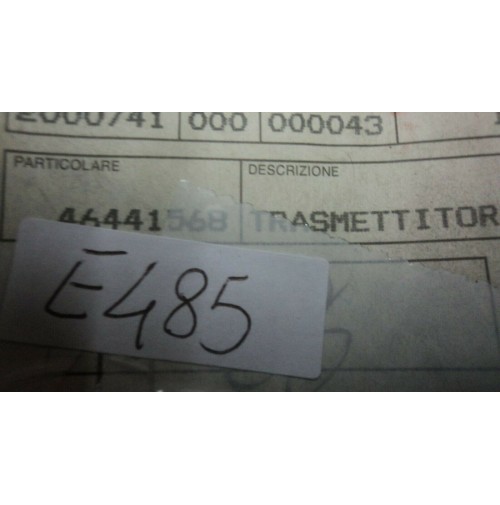 2000741 000 000043
PARTICOLARE DESCRIZIONE
46441568 TRASMETTITOR
E485